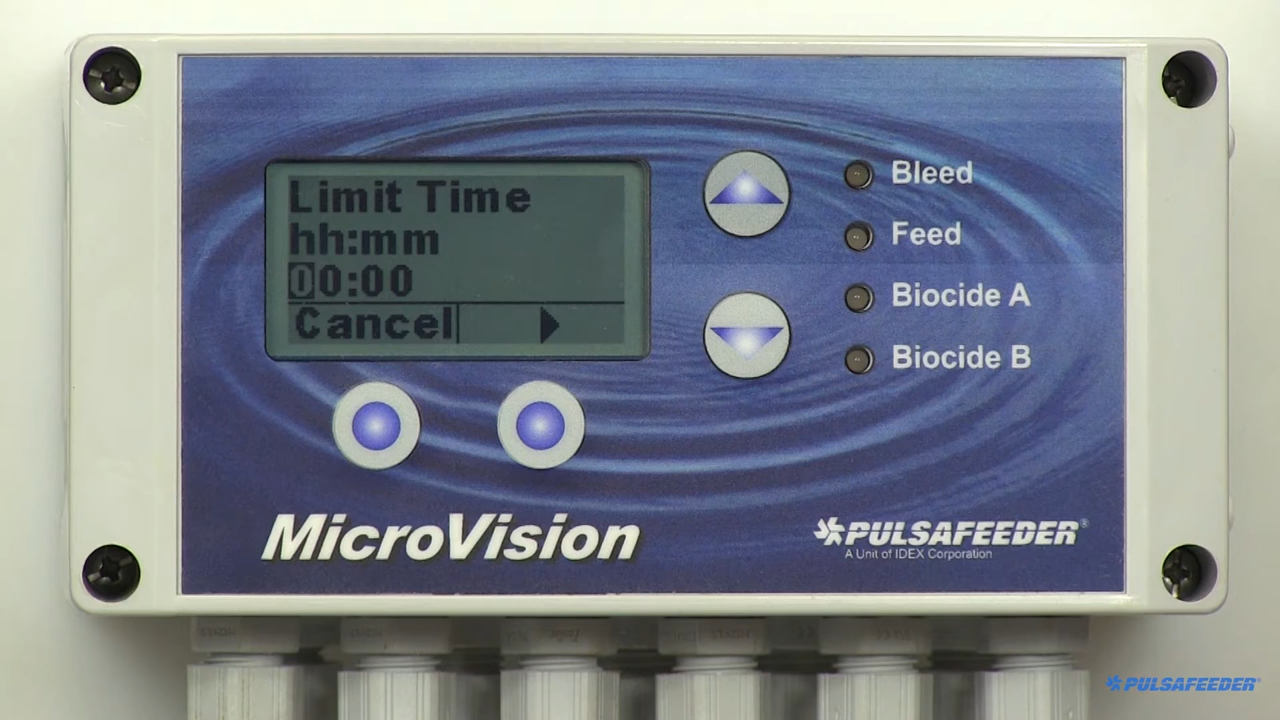 Limit Time
hh:mm
00:00
Cancel
Bleed
Feed
Biocide A
Biocide B
MicroVision
PULSAFEEDER®
A Unit of IDEX Corporation
PULSAFEEDER